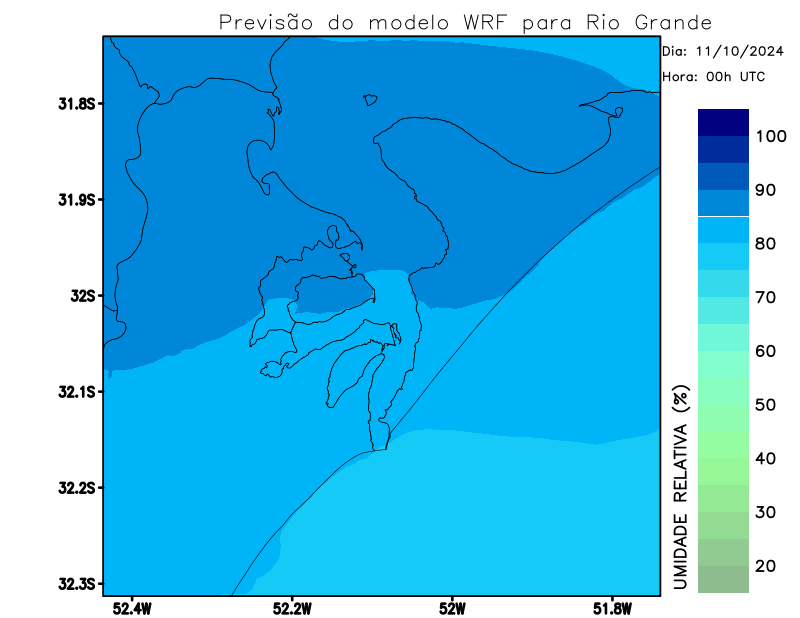 Previsão do modelo WRF para Rio Grande
Dia: 11/10/2024
Hora: 00h UTC
31.8S
31.9S
32S
32.1S
32.2S
32.3S
52.4W
52.2W
52W
51.8W
UMIDADE RELATIVA (%)
100
90
80
70
60
50
40
30
20